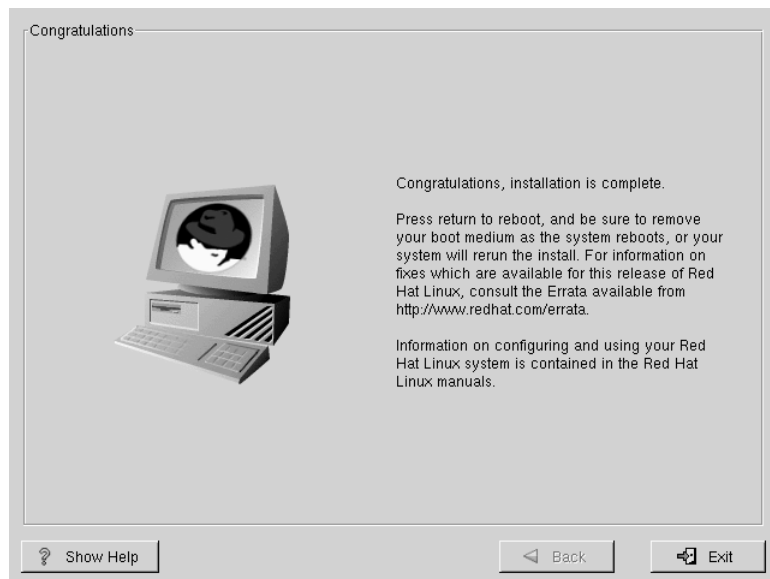 Congratulations
Congratulations, installation is complete.
Press return to reboot, and be sure to remove
your boot medium as the system reboots, or your
system will rerun the install. For information on
fixes which are available for this release of Red
Hat Linux, consult the Errata available from
http://www.redhat.com/errata.
Information on configuring and using your Red
Hat Linux system is contained in the Red Hat
Linux manuals.
Show Help
Back
Exit